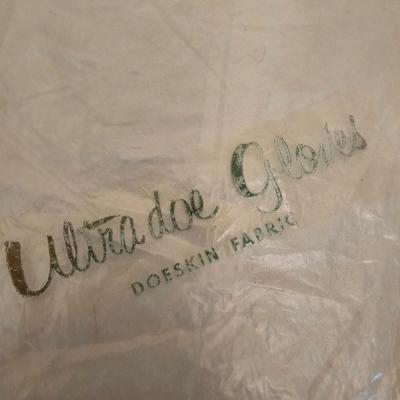 Ultra doe Gloves
DOESKIN FABRIC